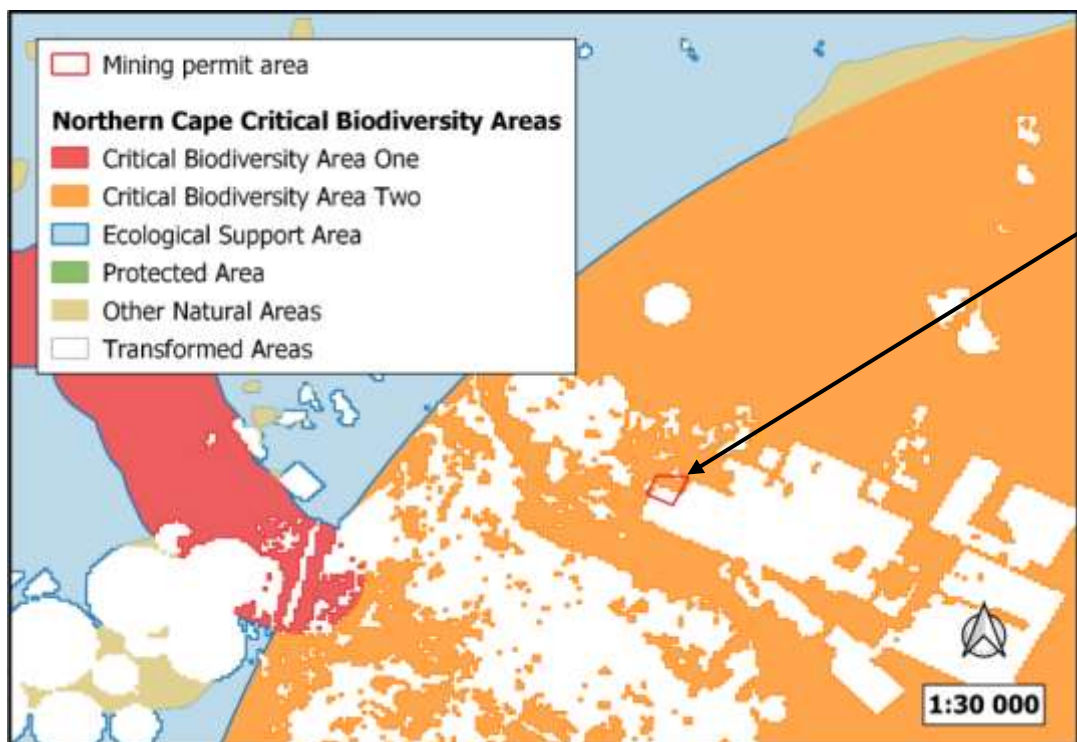 Mining permit area
Northern Cape Critical Biodiversity Areas
Critical Biodiversity Area One
Critical Biodiversity Area Two
Ecological Support Area
Protected Area
Other Natural Areas
Transformed Areas
1:30 000